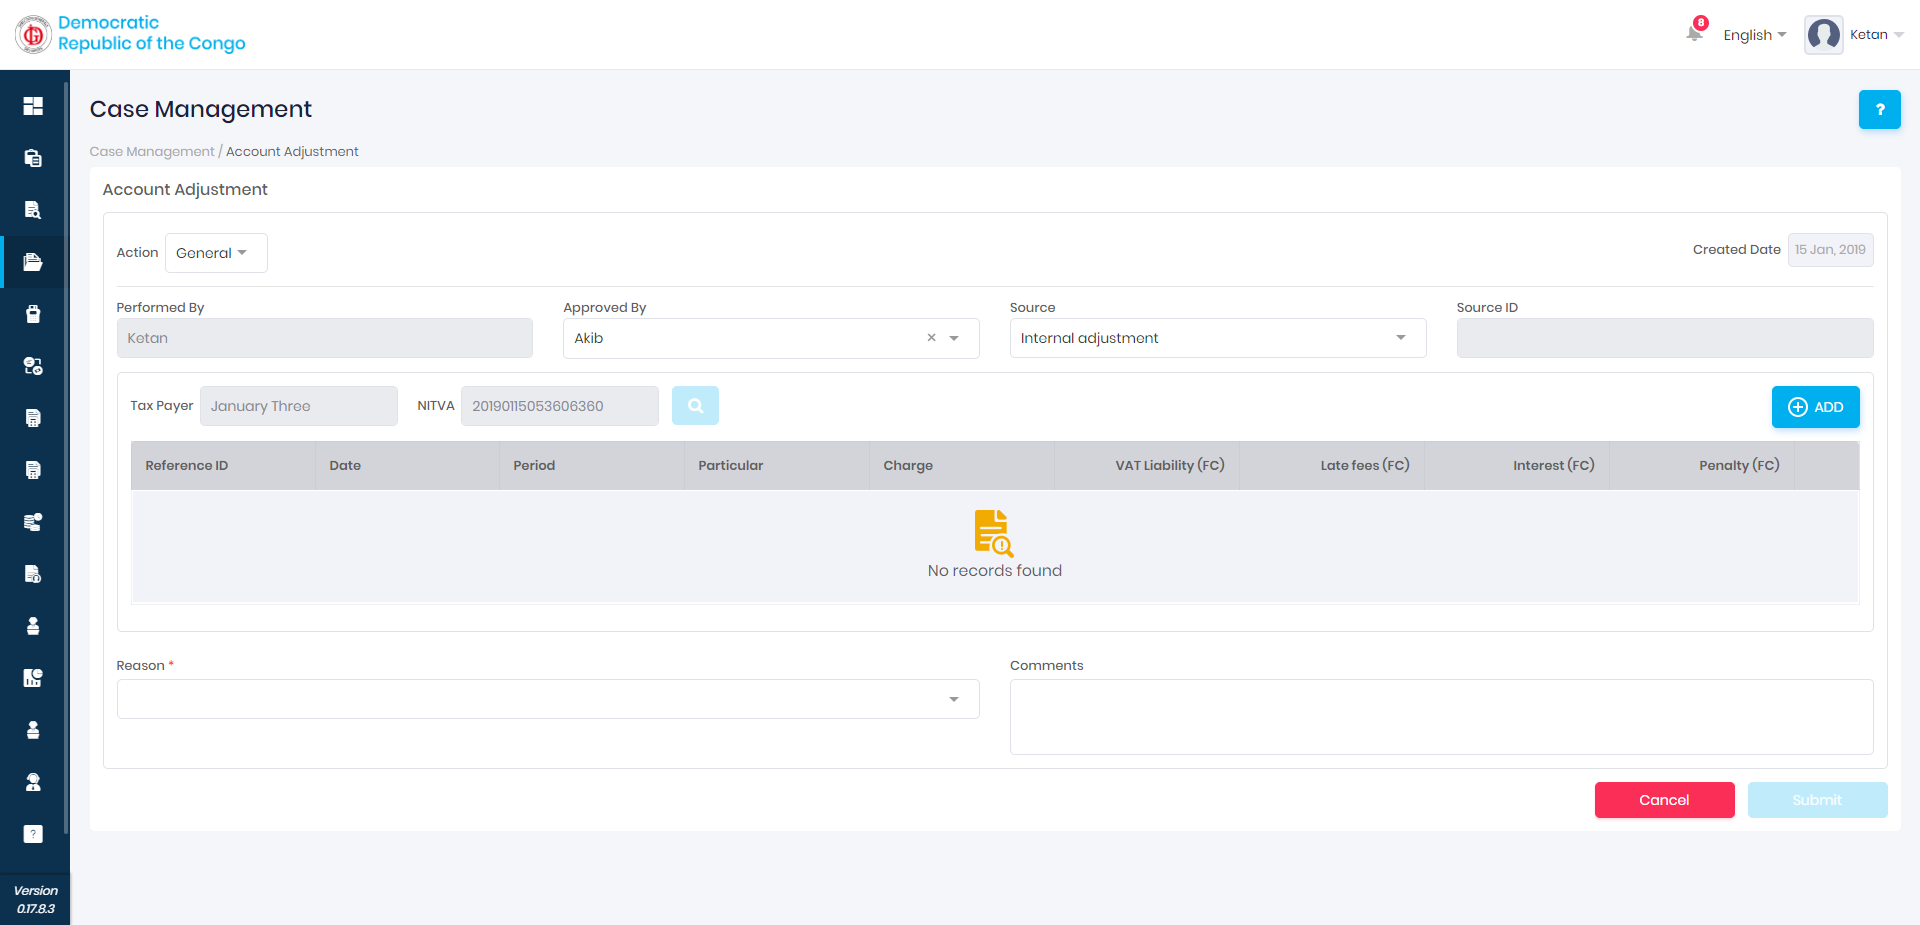 Democratic
Republic of the Congo
8
English
Ketan
Case Management
?
Case Management / Account Adjustment
Account Adjustment
Action
General
Created Date
15 Jan, 2019
Performed By
Approved By
Source
Source ID
Ketan
Akib
×
Internal adjustment
Tax Payer
January Three
NITVA
20190115053606360
ADD
Reference ID
Date
Period
Particular
Charge
VAT Liability (FC)
Late fees (FC)
Interest (FC)
Penalty (FC)
No records found
Reason *
Comments
Cancel
Submit
?
Version
0.17.8.3